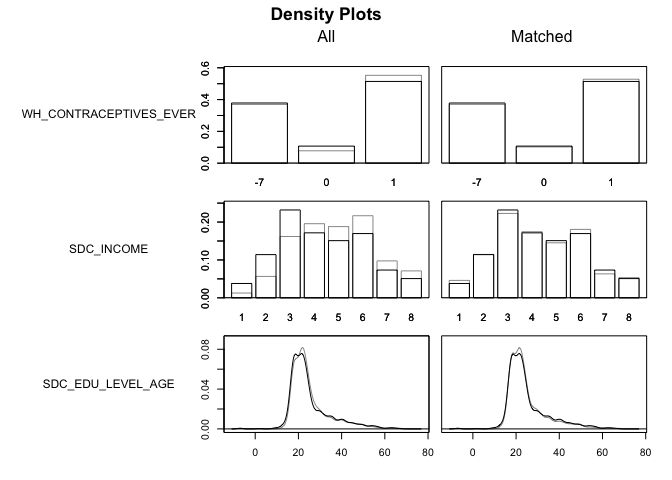 Density Plots
All Matched
WH_CONTRACEPTIVES_EVER
0.0 0.2 0.4 0.6
-7 0 1
-7 0 1
SDC_INCOME
0.00 0.10 0.20
1 2 3 4 5 6 7 8
1 2 3 4 5 6 7 8
SDC_EDU_LEVEL_AGE
0.00 0.04 0.08
0 20 40 60 80
0 20 40 60 80